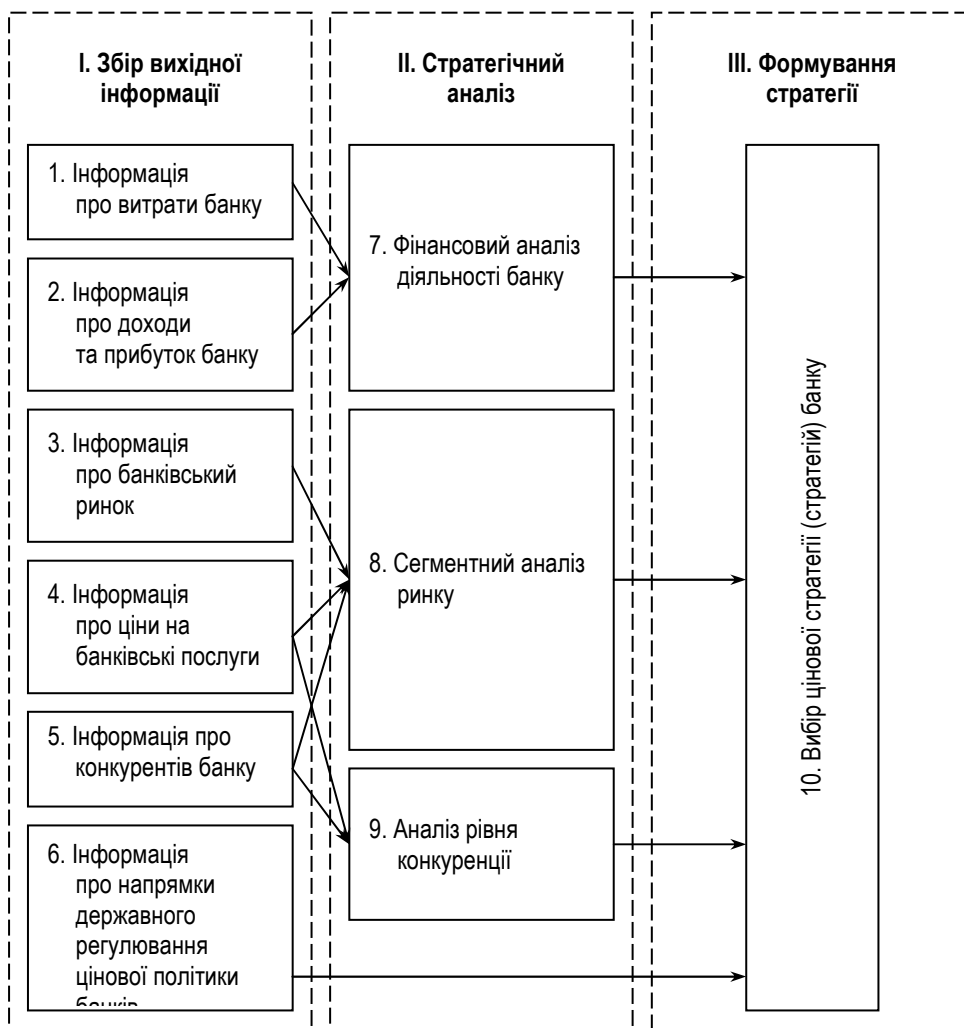 І. Збір вихідної
інформації
ІІ. Стратегічний
аналіз
ІІІ. Формування
стратегії
1. Інформація
про витрати банку
2. Інформація
про доходи
та прибуток банку
3. Інформація
про банківський
ринок
4. Інформація
про ціни на
банківські послуги
5. Інформація про
конкурентів банку
6. Інформація
про напрямки
державного
регулювання
цінової політики
банків
7. Фінансовий аналіз
діяльності банку
8. Сегментний аналіз
ринку
9. Аналіз рівня
конкуренції
10. Вибір цінової стратегії (стратегій) банку